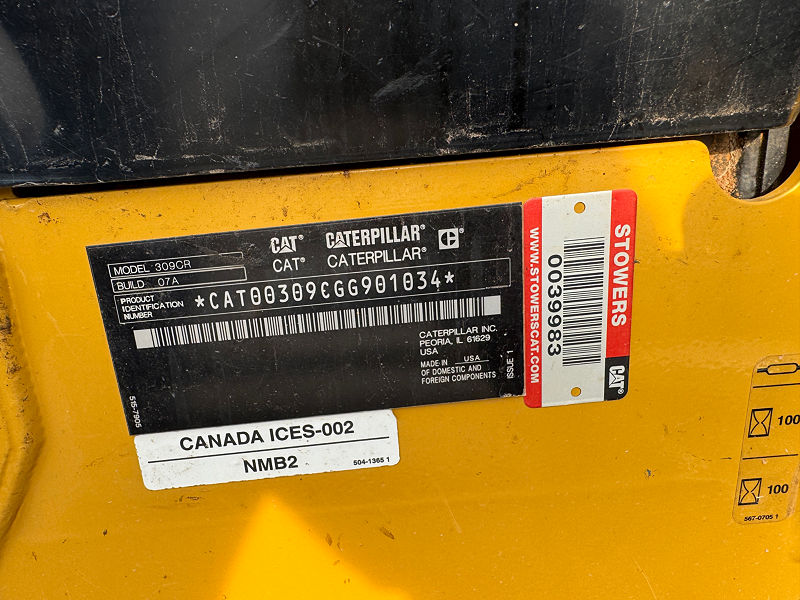 CAT® CATERPILLAR® C®
CAT® CATERPILLAR®
MODEL 309CR
BUILD 07A
PRODUCT
IDENTIFICATION
NUMBER
*CAT00309CGG901034*
CATERPILLAR INC.
PEORIA, IL 61629
USA
MADE IN USA
OF DOMESTIC AND
FOREIGN COMPONENTS
ISSUE 1
515-7905
STOWERS
0039983
WWW.STOWERSCAT.COM
CAT®
CANADA ICES-002
NMB2
504-1365 1
100
100
567-0705 1